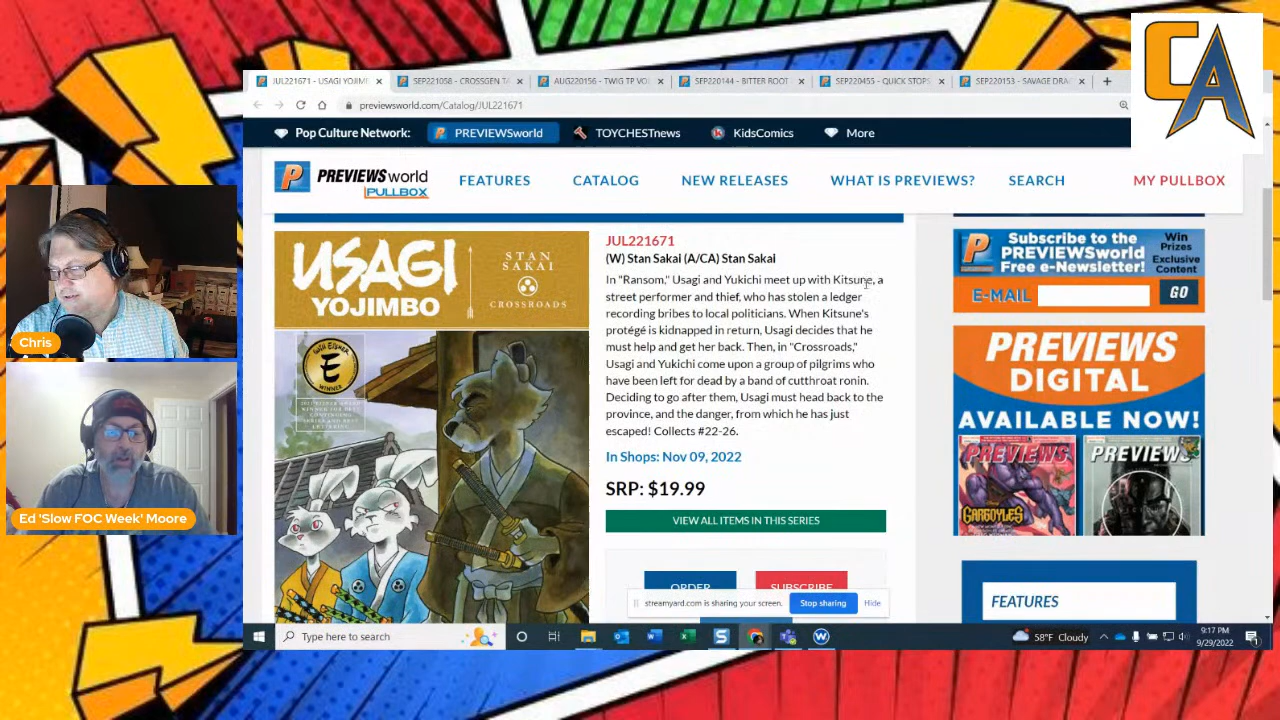 CA
JUL221671 - USAGI YOJIM
SEP221058 - CROSSGEN TA
AUG220156 - TWIG TP VO
SEP220144 - BITTER ROOT
SEP220455 - QUICK STOPS
SEP220153 - SAVAGE DRA
previewsworld.com/Catalog/JUL221671
Pop Culture Network:
PREVIEWSworld
TOYCHESTnews
KidsComics
More
P PREVIEWSworld
PULLBOX
FEATURES
CATALOG
NEW RELEASES
WHAT IS PREVIEWS?
SEARCH
MY PULLBOX
USAGI
YOJIMBO
STAN
SAKAI
CROSSROADS
E
WINNER
JUL221671
(W) Stan Sakai (A/CA) Stan Sakai
In "Ransom," Usagi and Yukichi meet up with Kitsune, a
street performer and thief, who has stolen a ledger
recording bribes to local politicians. When Kitsune's
protégé is kidnapped in return, Usagi decides that he
must help and get her back. Then, in "Crossroads,"
Usagi and Yukichi come upon a group of pilgrims who
have been left for dead by a band of cutthroat ronin.
Deciding to go after them, Usagi must head back to the
province, and the danger, from which he has just
escaped! Collects #22-26.
In Shops: Nov 09, 2022
SRP: $19.99
VIEW ALL ITEMS IN THIS SERIES
ORDER
SUBSCRIBE
P
Subscribe to the
PREVIEWSworld
Free e-Newsletter!
Win
Prizes
Exclusive
Content
E-MAIL
GO
PREVIEWS
DIGITAL
AVAILABLE NOW!
PREVIEWS
GARGOYLES
PREVIEWS
FEATURES
streamyard.com is sharing your screen.
Stop sharing
Hide
Chris
Ed 'Slow FOC Week' Moore
Type here to search
58°F Cloudy
9:17 PM
9/29/2022